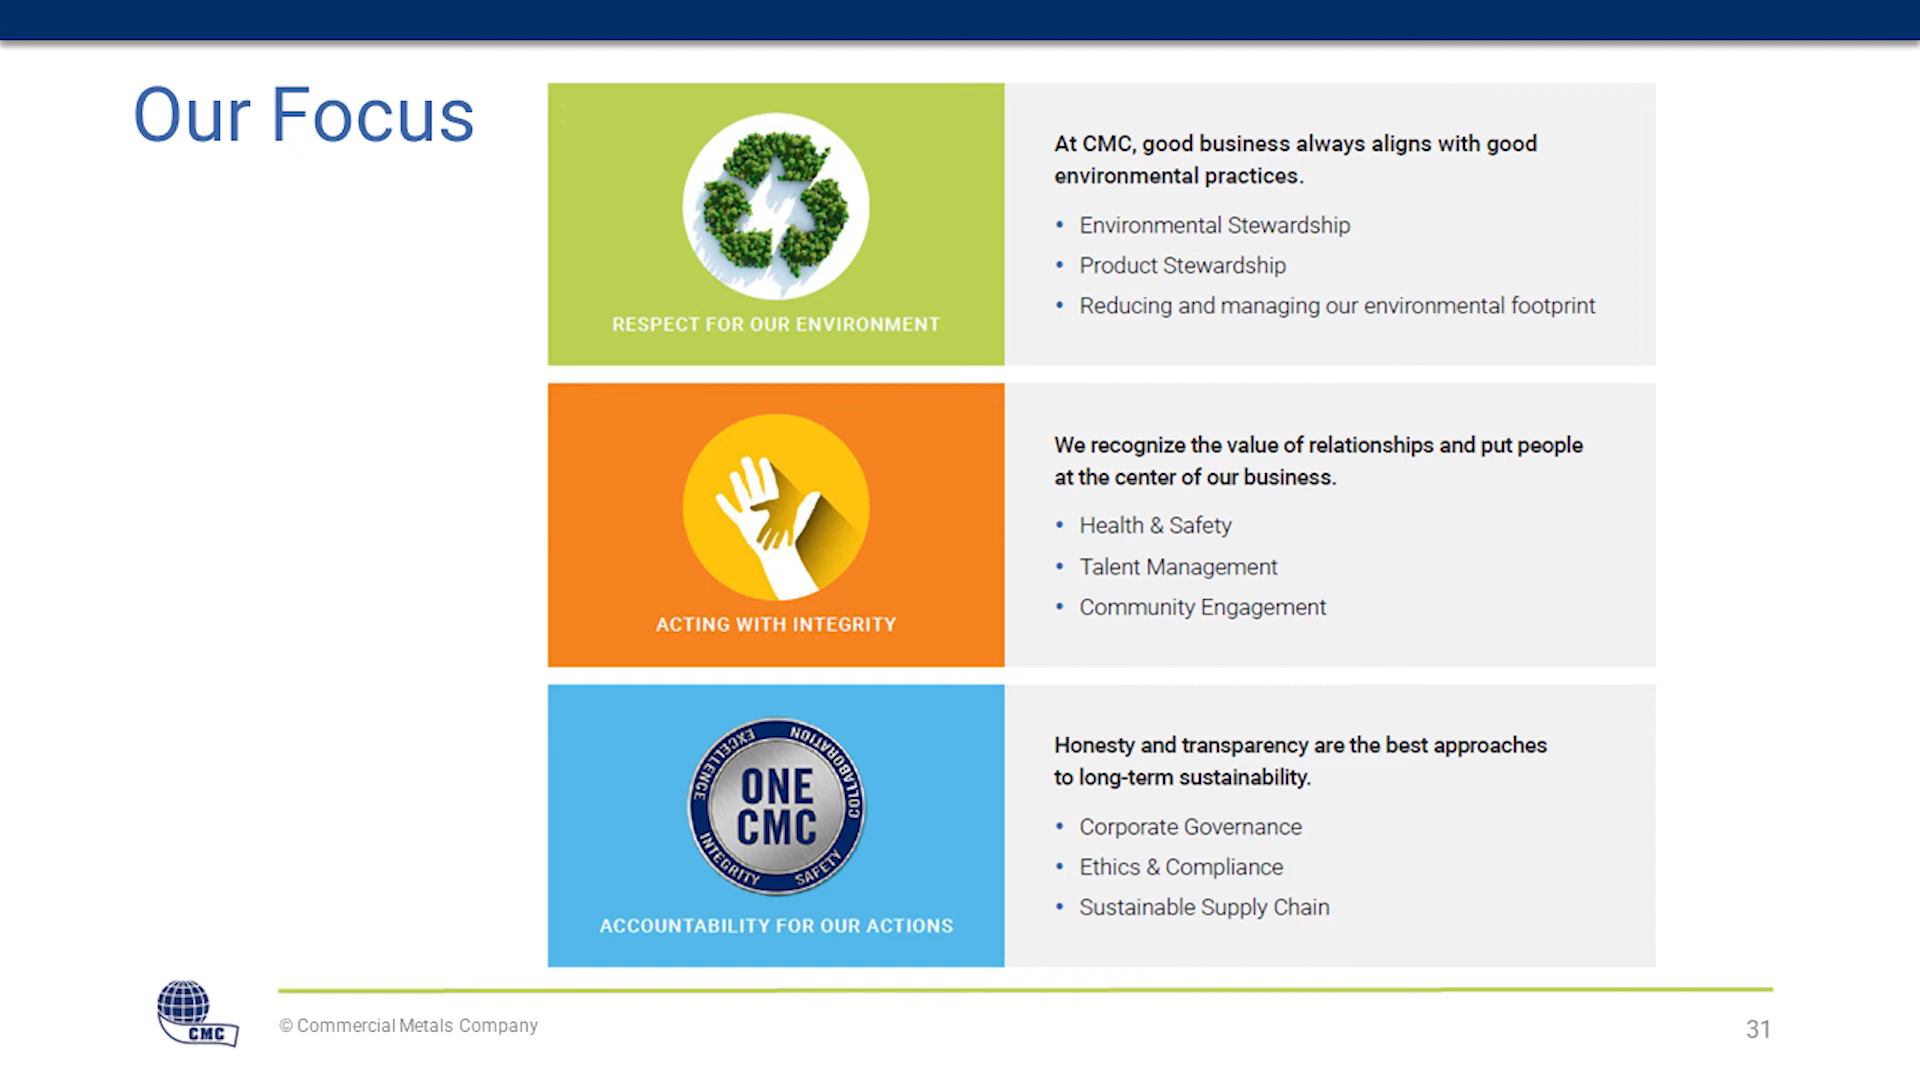 Our Focus
RESPECT FOR OUR ENVIRONMENT
At CMC, good business always aligns with good
environmental practices.
• Environmental Stewardship
• Product Stewardship
• Reducing and managing our environmental footprint
ACTING WITH INTEGRITY
We recognize the value of relationships and put people
at the center of our business.
• Health & Safety
• Talent Management
• Community Engagement
EXCELLENCE
COLLABORATION
ONE
CMC
INTEGRITY
SAFETY
ACCOUNTABILITY FOR OUR ACTIONS
Honesty and transparency are the best approaches
to long-term sustainability.
• Corporate Governance
• Ethics & Compliance
• Sustainable Supply Chain
CMC
© Commercial Metals Company
31